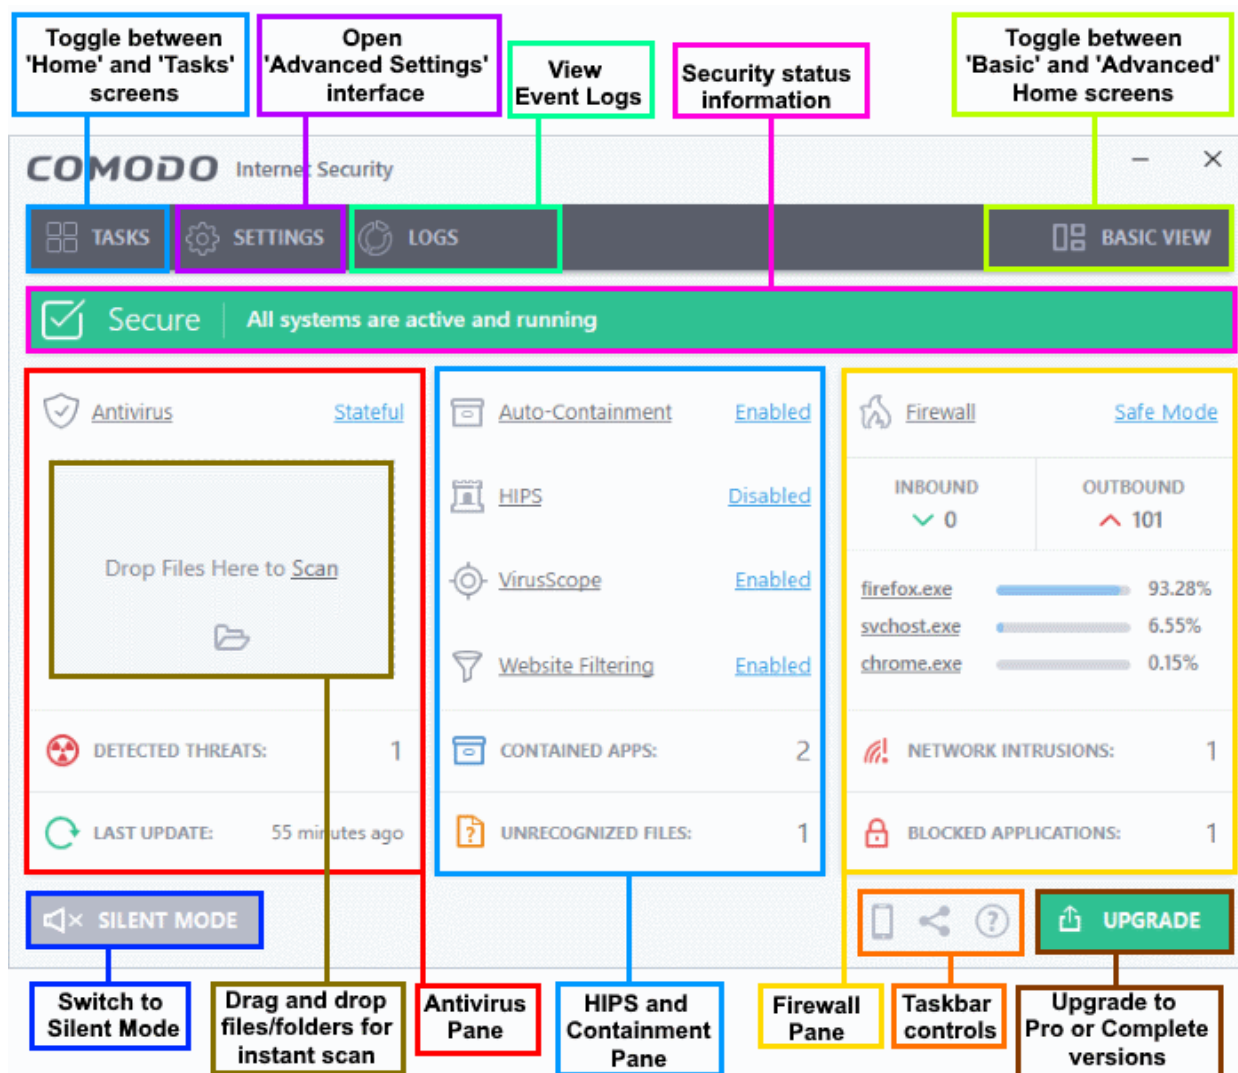 Toggle between
'Home' and 'Tasks'
screens
Open
'Advanced Settings'
interface
View
Event Logs
Security status
information
Toggle between
'Basic' and 'Advanced'
Home screens
COMODO Internet Security
TASKS SETTINGS LOGS BASIC VIEW
Secure All systems are active and running
Antivirus Stateful
Drop Files Here to Scan
DETECTED THREATS: 1
LAST UPDATE: 55 minutes ago
Auto-Containment Enabled
HIPS Disabled
VirusScope Enabled
Website Filtering Enabled
CONTAINED APPS: 2
UNRECOGNIZED FILES: 1
Firewall Safe Mode
INBOUND OUTBOUND
0 101
firefox.exe 93.28%
svchost.exe 6.55%
chrome.exe 0.15%
NETWORK INTRUSIONS: 1
BLOCKED APPLICATIONS: 1
SILENT MODE UPGRADE
Switch to
Silent Mode
Drag and drop
files/folders for
instant scan
Antivirus
Pane
HIPS and
Containment
Pane
Firewall
Pane
Taskbar
controls
Upgrade to
Pro or Complete
versions